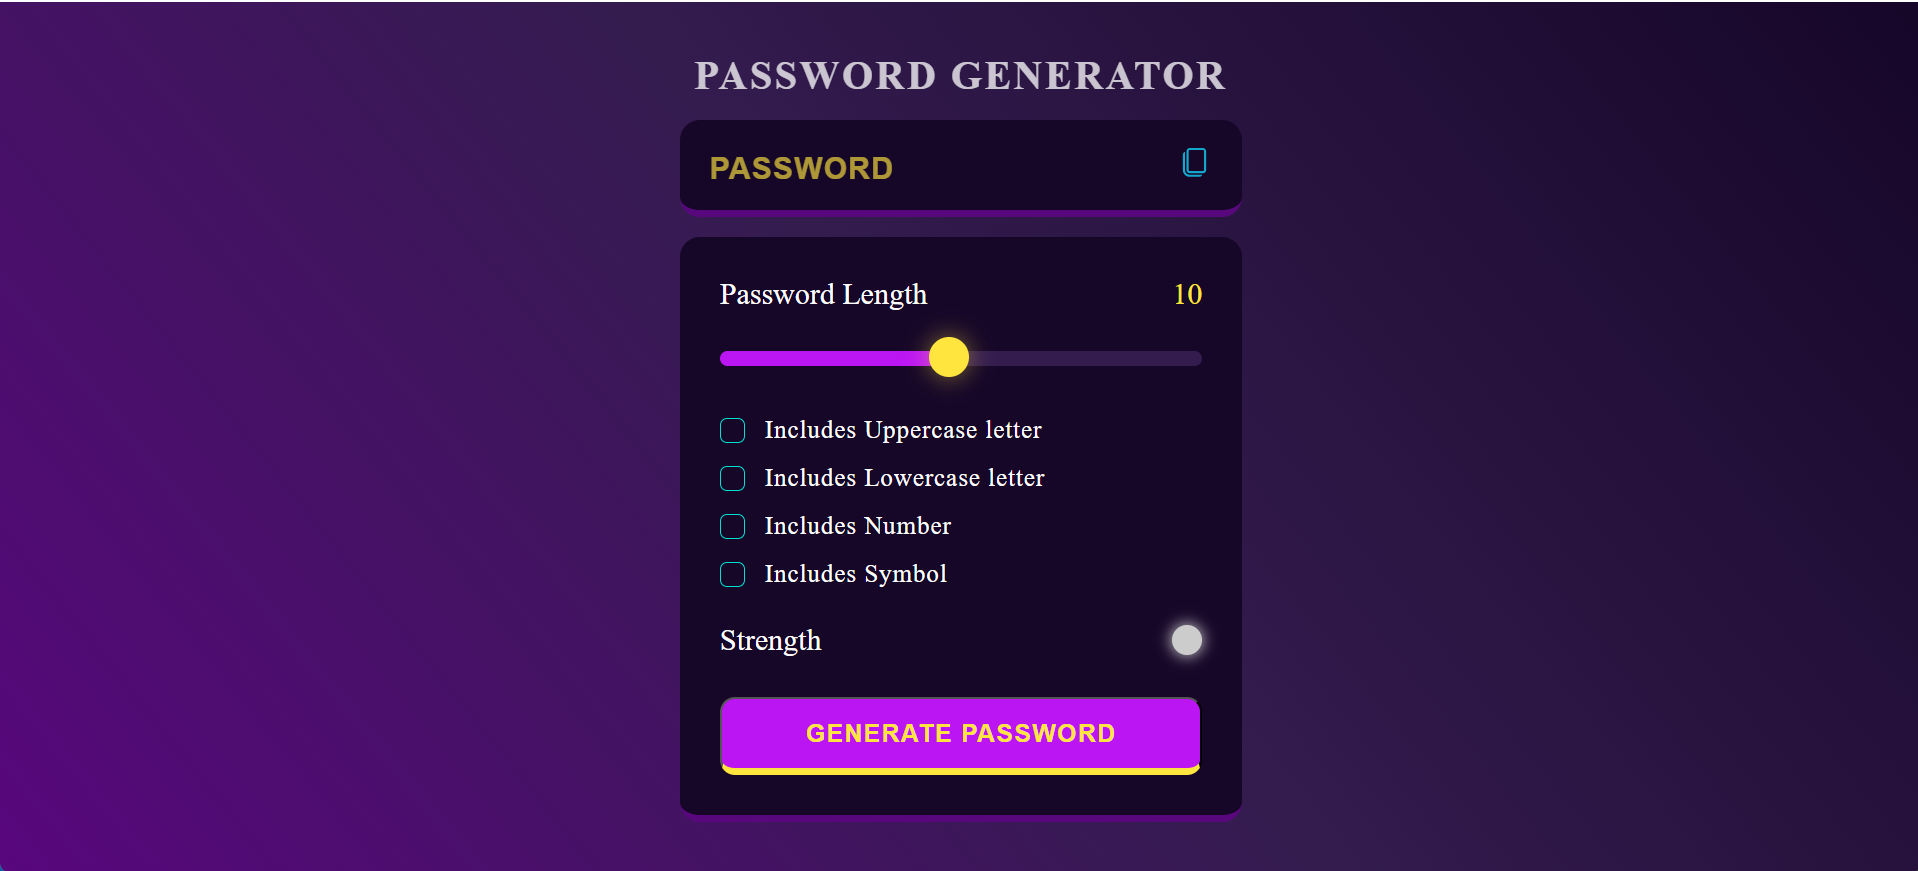 PASSWORD GENERATOR
PASSWORD
Password Length 10
Includes Uppercase letter
Includes Lowercase letter
Includes Number
Includes Symbol
Strength
GENERATE PASSWORD